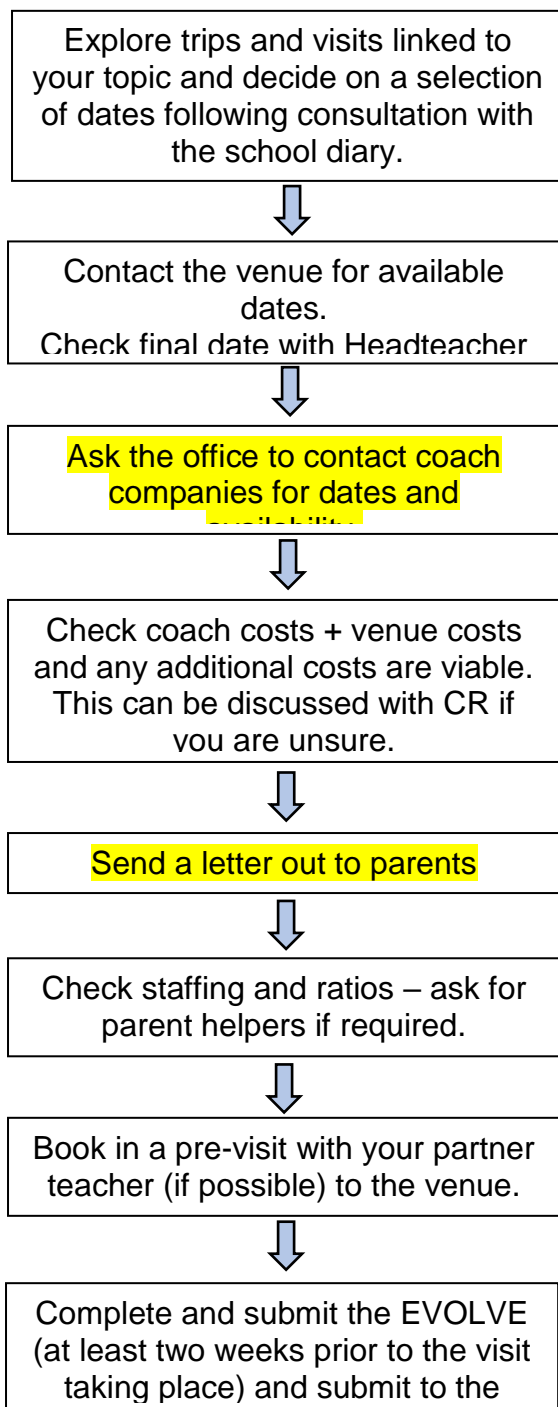 Explore trips and visits linked to
your topic and decide on a selection
of dates following consultation with
the school diary.
Contact the venue for available
dates.
Check final date with Headteacher
Ask the office to contact coach
companies for dates and
availability.
Check coach costs + venue costs
and any additional costs are viable.
This can be discussed with CR if
you are unsure.
Send a letter out to parents
Check staffing and ratios – ask for
parent helpers if required.
Book in a pre-visit with your partner
teacher (if possible) to the venue.
Complete and submit the EVOLVE
(at least two weeks prior to the visit
taking place) and submit to the